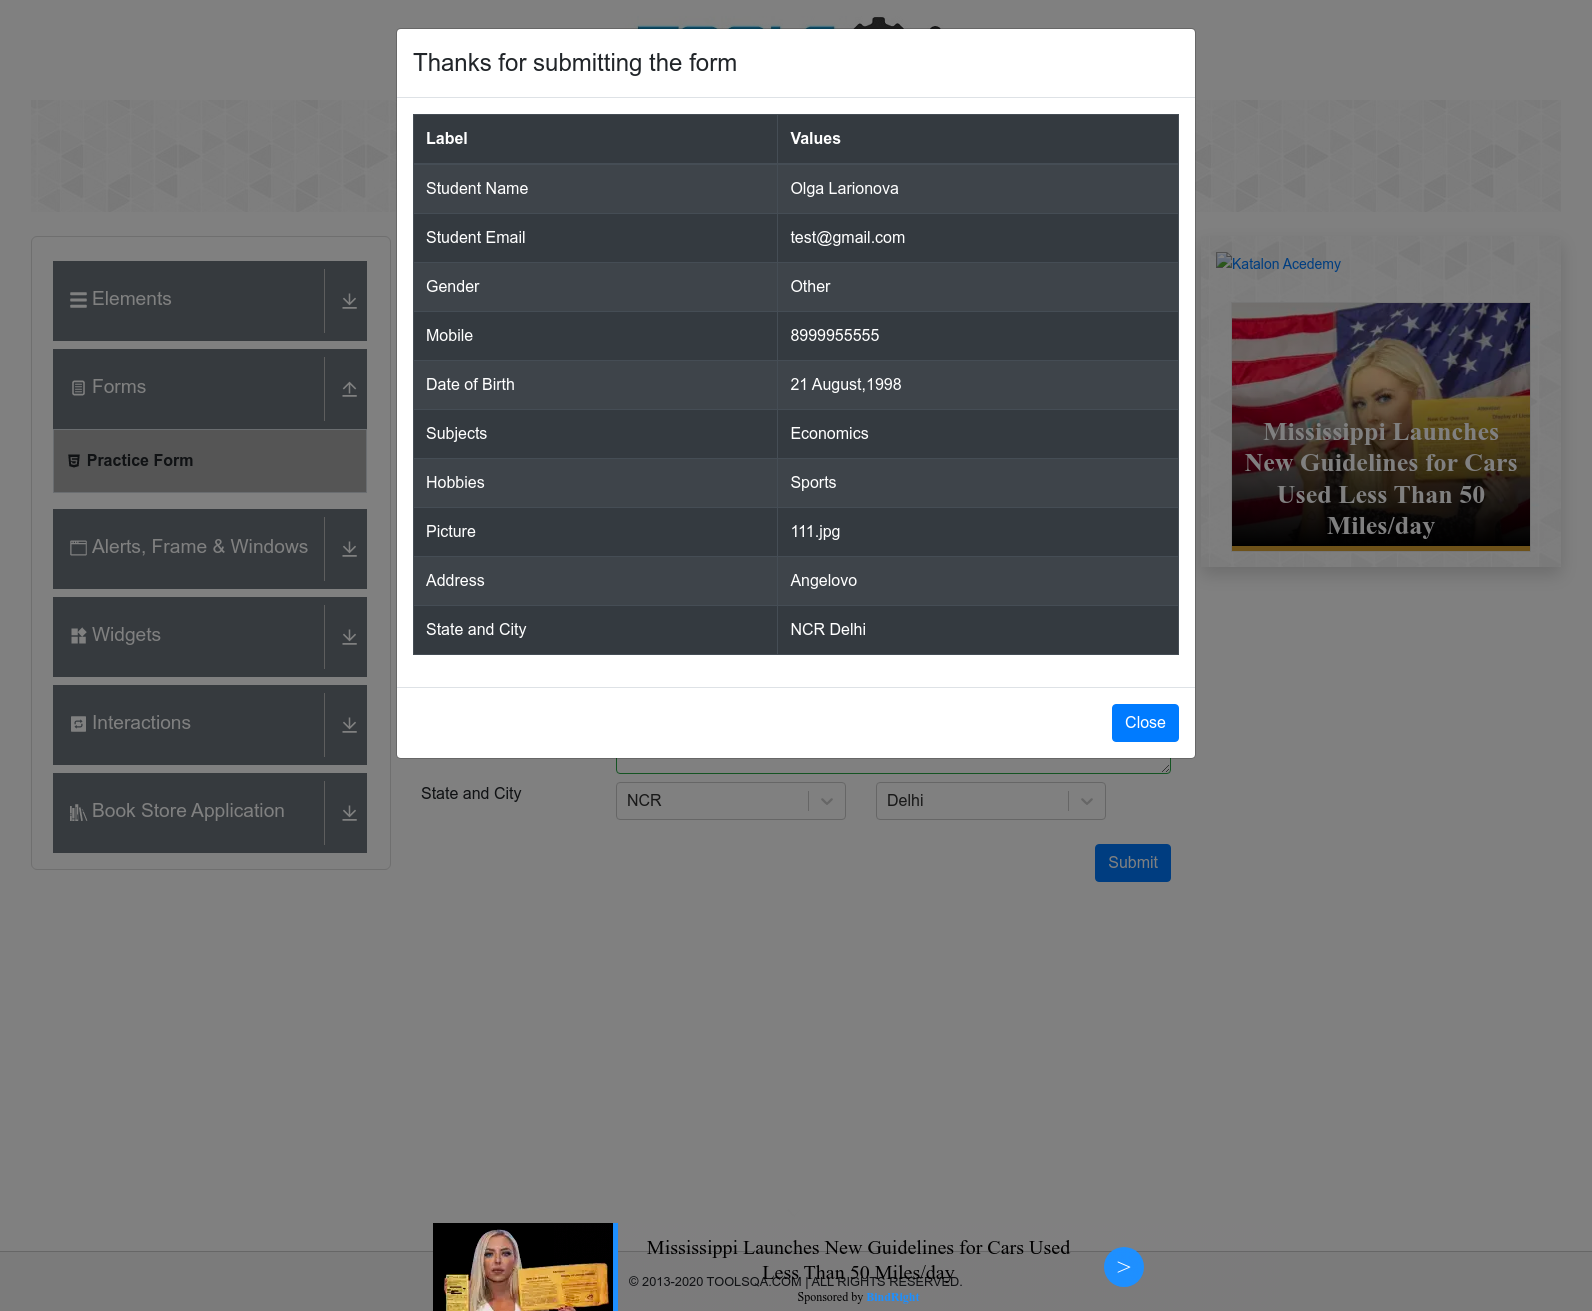 Thanks for submitting the form
Label Values
Student Name Olga Larionova
Student Email test@gmail.com
Gender Other
Mobile 8999955555
Date of Birth 21 August,1998
Subjects Economics
Hobbies Sports
Picture 111.jpg
Address Angelovo
State and City NCR Delhi
Close
Elements
Forms
Practice Form
Alerts, Frame & Windows
Widgets
Interactions
Book Store Application
State and City NCR Delhi
Submit
Katalon Acedemy
Mississippi Launches
New Guidelines for Cars
Used Less Than 50
Miles/day
Mississippi Launches New Guidelines for Cars Used
Less Than 50 Miles/day
© 2013-2020 TOOLSQA.COM | ALL RIGHTS RESERVED.
Sponsored by
>